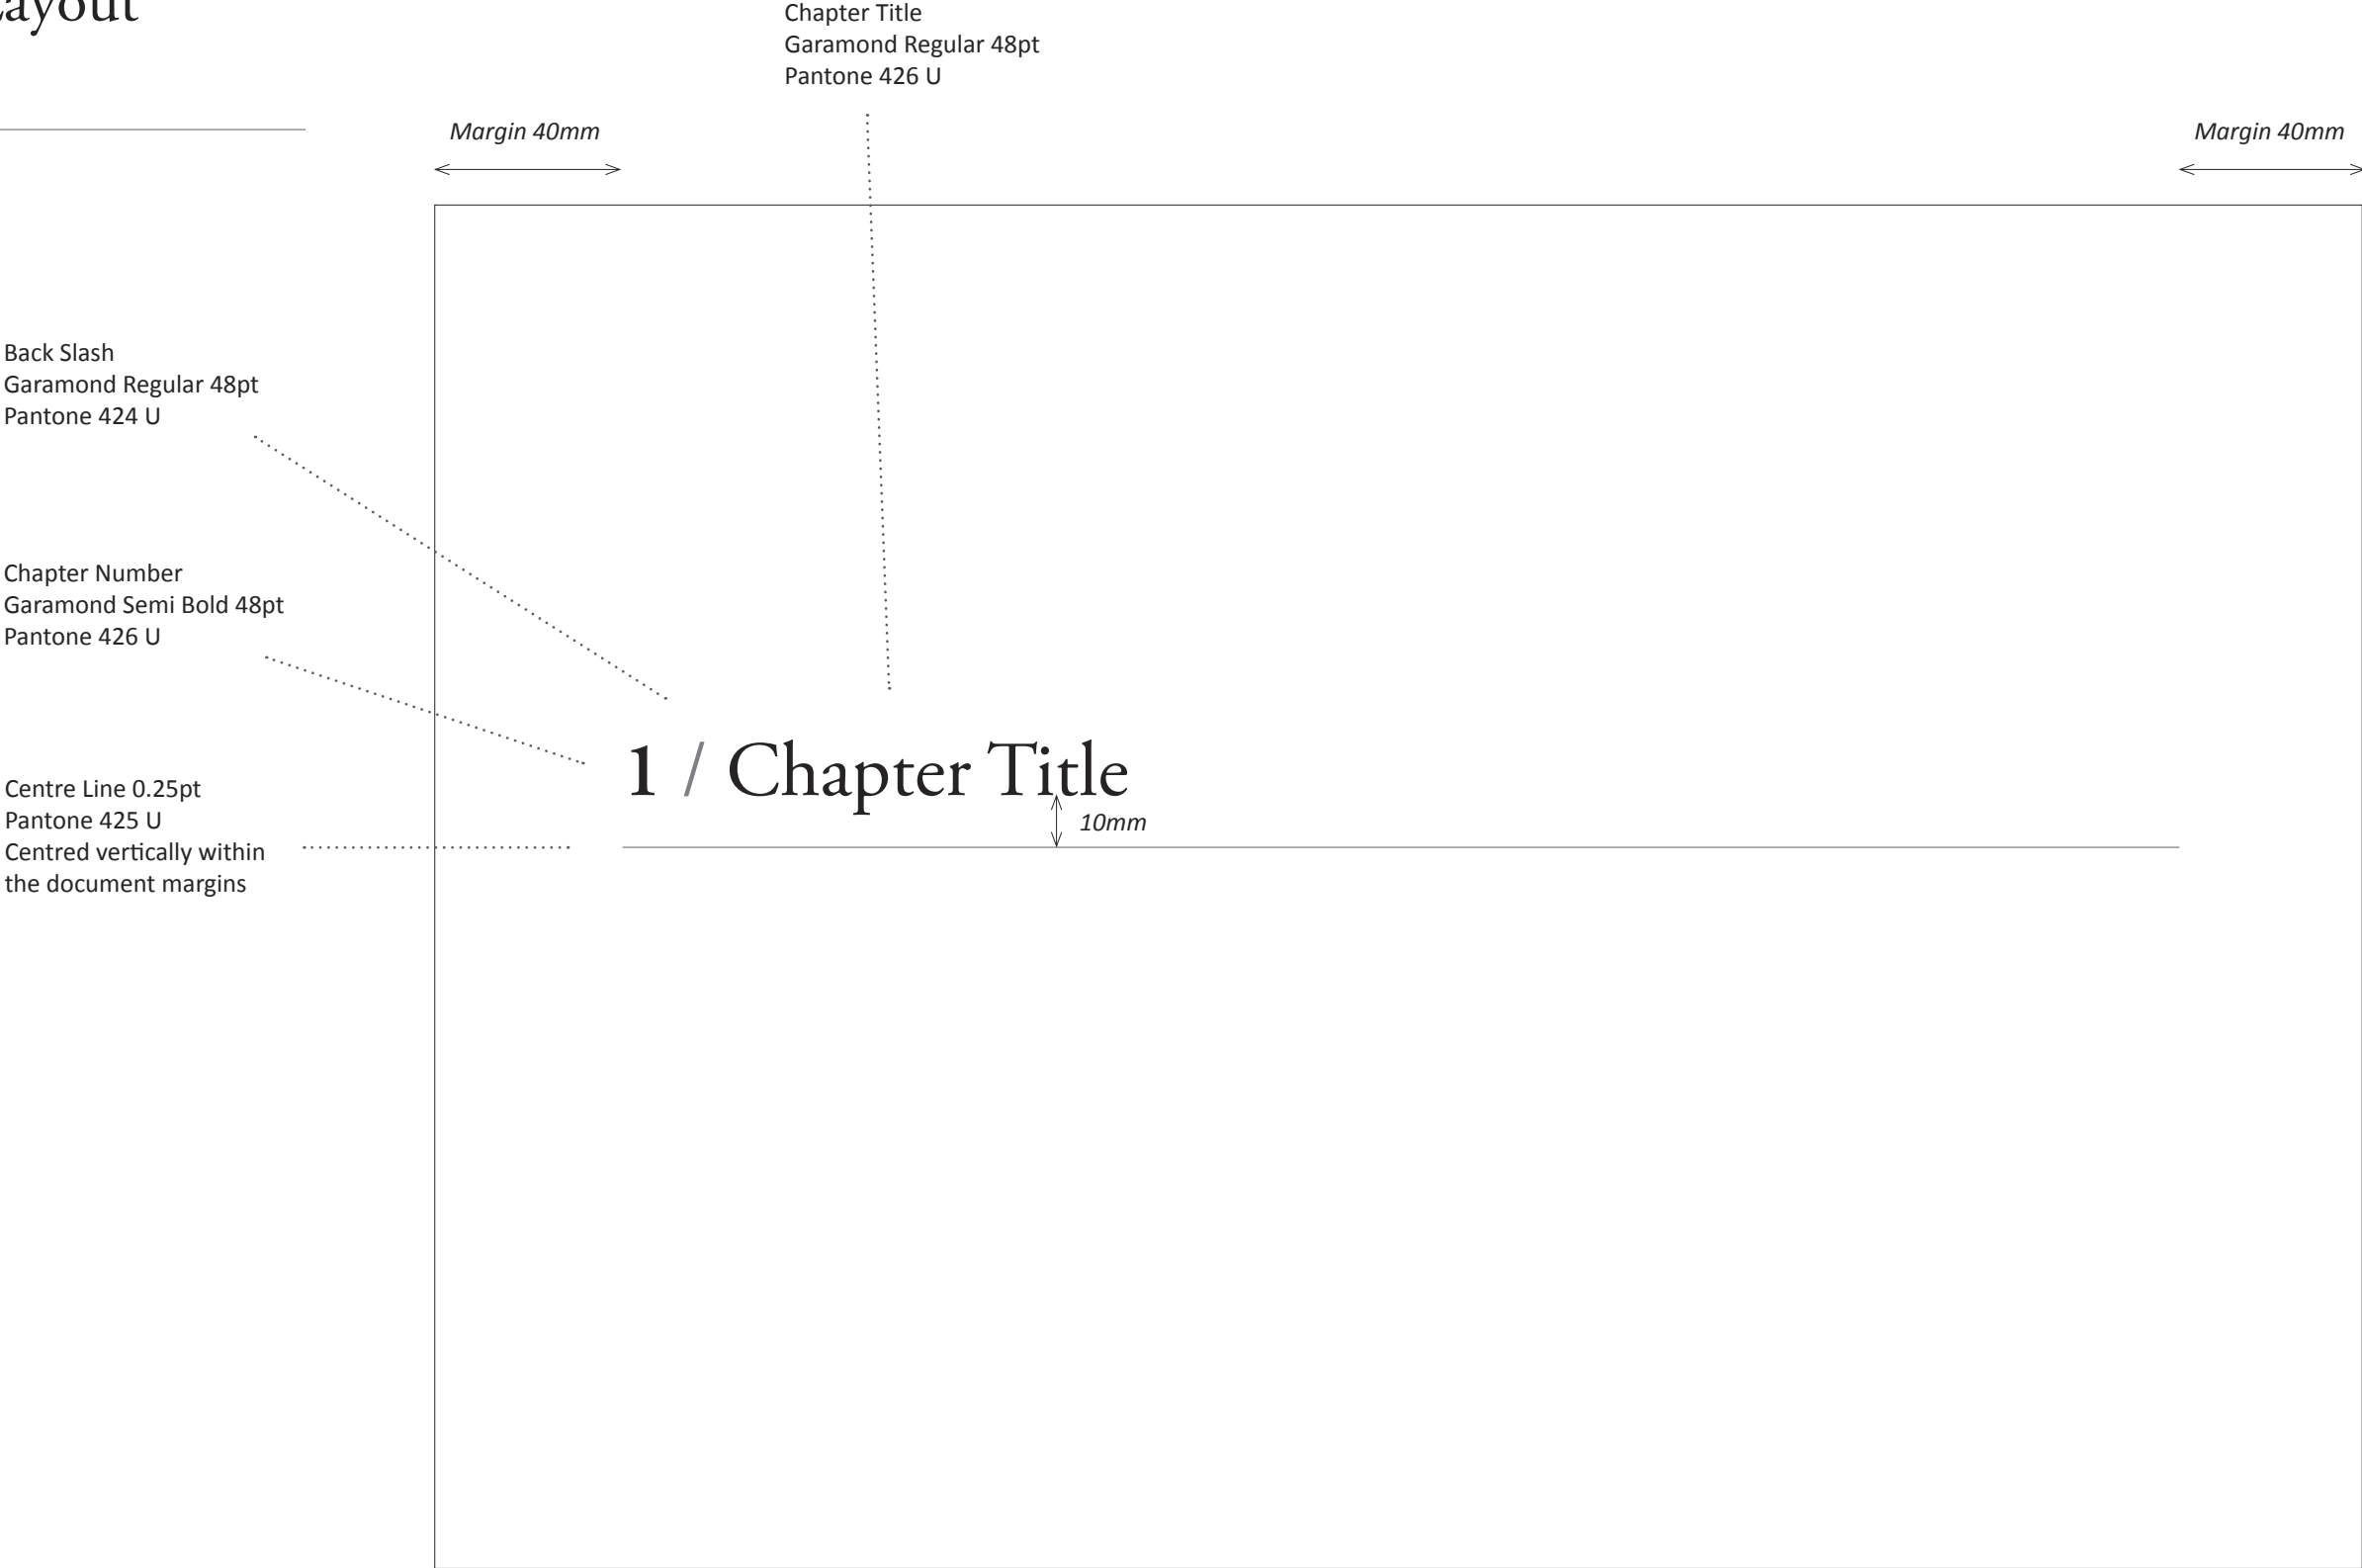 Chapter Title
Garamond Regular 48pt
Pantone 426 U
Margin 40mm
Margin 40mm
Back Slash
Garamond Regular 48pt
Pantone 424 U
Chapter Number
Garamond Semi Bold 48pt
Pantone 426 U
1 / Chapter Title
10mm
Centre Line 0.25pt
Pantone 425 U
Centred vertically within
the document margins